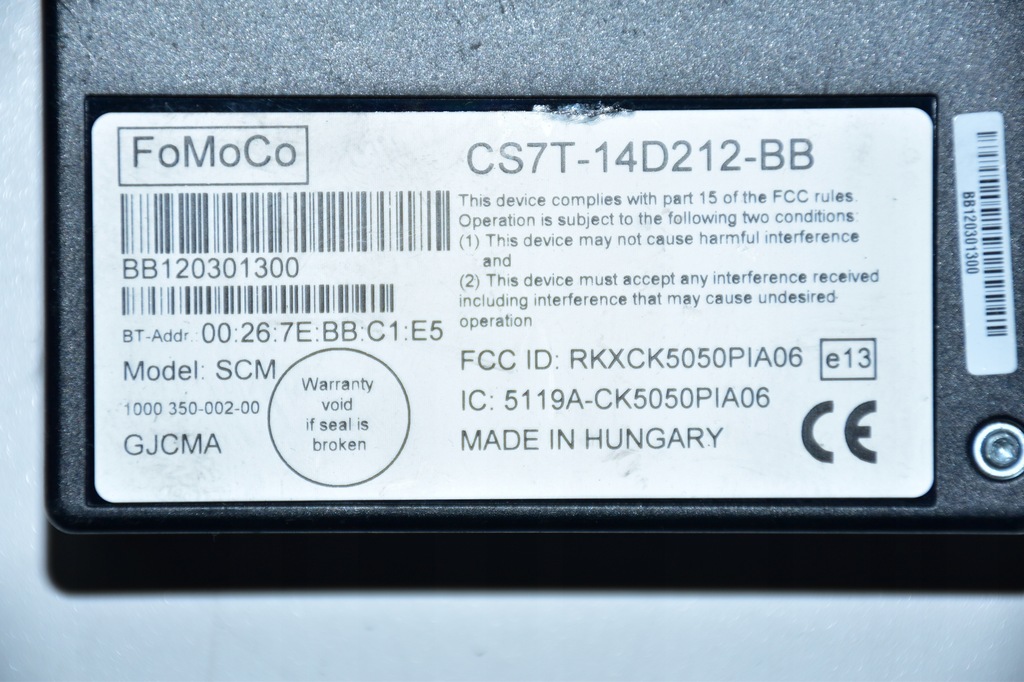 FoMoCo
CS7T-14D212-BB
BB120301300
BT-Addr. 00:26:7E:BB:C1:E5
Model: SCM
1000 350-002-00
GJCMA
Warranty
void
if seal is
broken
This device complies with part 15 of the FCC rules.
Operation is subject to the following two conditions:
(1) This device may not cause harmful interference
and
(2) This device must accept any interference received
including interference that may cause undesired
operation
FCC ID: RKXCK5050PIA06
e13
IC: 5119A-CK5050PIA06
MADE IN HUNGARY
CE
BB120301300